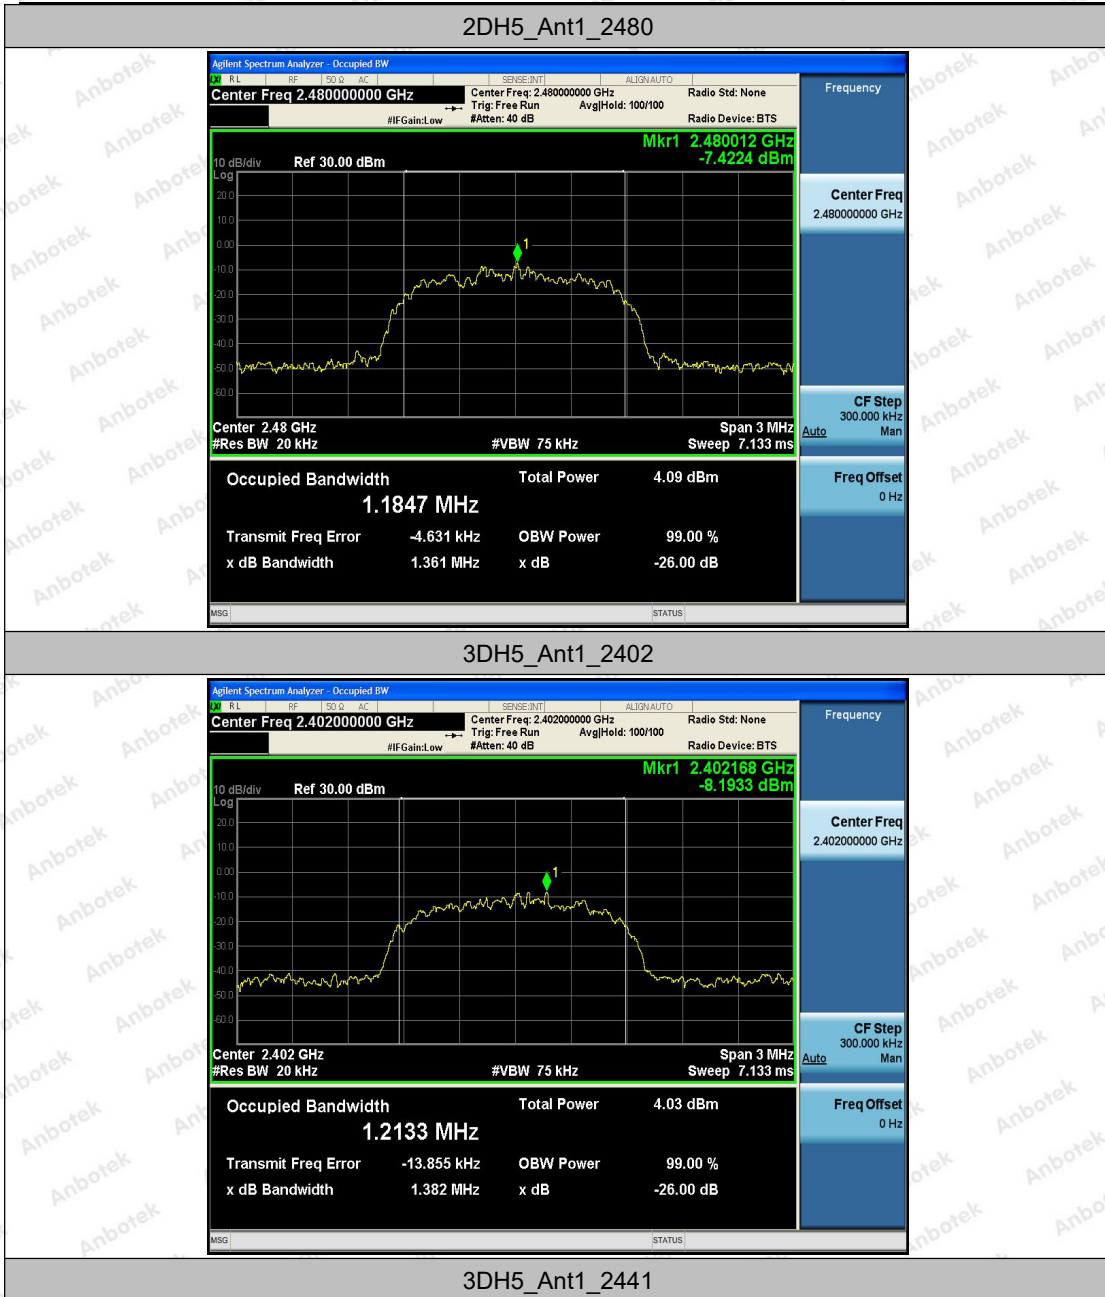 2DH5_Ant1_2480
Agilent Spectrum Analyzer - Occupied BW
LXI RL RF 50 Ω AC SENSE:INT ALIGNAUTO
Center Freq 2.480000000 GHz
Center Freq: 2.480000000 GHz
Radio Std: None
Trig: Free Run Avg|Hold: 100/100
#IFGain:Low #Atten: 40 dB Radio Device: BTS
Mkr1 2.480012 GHz
-7.4224 dBm
10 dB/div Ref 30.00 dBm
Log
20.0
10.0
0.00
-10.0
-20.0
-30.0
-40.0
-50.0
-60.0
1
Center 2.48 GHz Span 3 MHz
#Res BW 20 kHz #VBW 75 kHz Sweep 7.133 ms
Occupied Bandwidth Total Power 4.09 dBm
1.1847 MHz
Transmit Freq Error -4.631 kHz OBW Power 99.00 %
x dB Bandwidth 1.361 MHz x dB -26.00 dB
MSG STATUS
Frequency
Center Freq
2.480000000 GHz
CF Step
300.000 kHz
Auto Man
Freq Offset
0 Hz
3DH5_Ant1_2402
Agilent Spectrum Analyzer - Occupied BW
LXI RL RF 50 Ω AC SENSE:INT ALIGNAUTO
Center Freq 2.402000000 GHz
Center Freq: 2.402000000 GHz
Radio Std: None
Trig: Free Run Avg|Hold: 100/100
#IFGain:Low #Atten: 40 dB Radio Device: BTS
Mkr1 2.402168 GHz
-8.1933 dBm
10 dB/div Ref 30.00 dBm
Log
20.0
10.0
0.00
-10.0
-20.0
-30.0
-40.0
-50.0
-60.0
1
Center 2.402 GHz Span 3 MHz
#Res BW 20 kHz #VBW 75 kHz Sweep 7.133 ms
Occupied Bandwidth Total Power 4.03 dBm
1.2133 MHz
Transmit Freq Error -13.855 kHz OBW Power 99.00 %
x dB Bandwidth 1.382 MHz x dB -26.00 dB
MSG STATUS
Frequency
Center Freq
2.402000000 GHz
CF Step
300.000 kHz
Auto Man
Freq Offset
0 Hz
3DH5_Ant1_2441
Anbotek